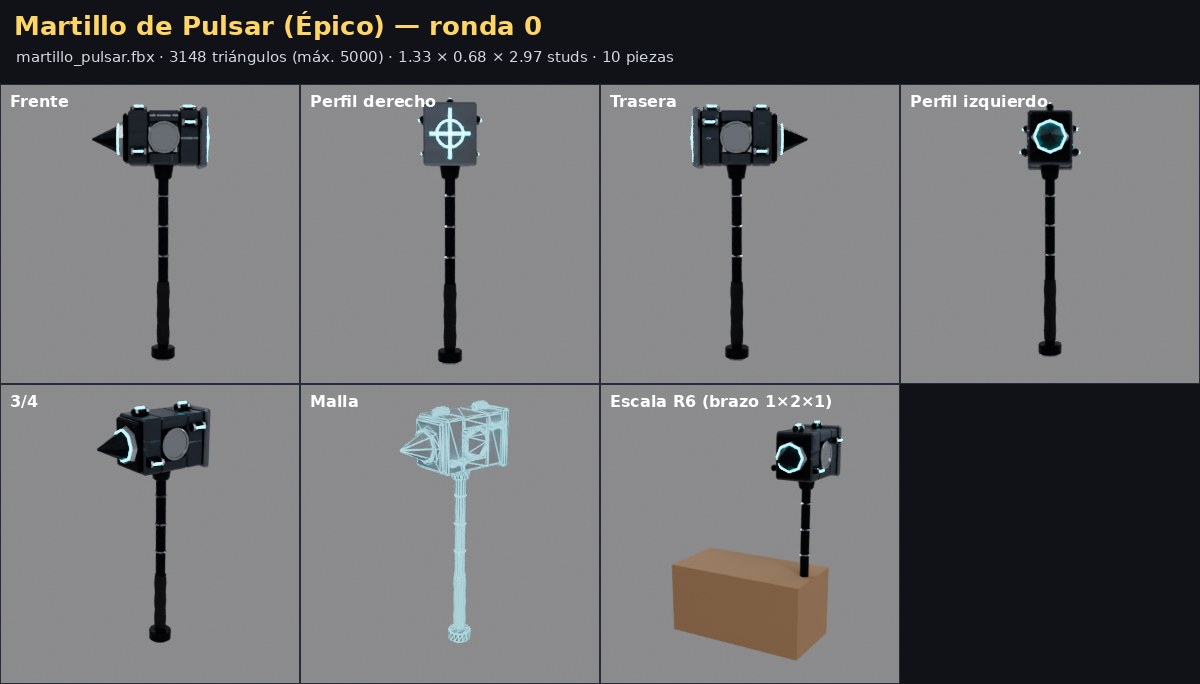 Martillo de Pulsar (Épico) — ronda 0
martillo_pulsar.fbx · 3148 triángulos (máx. 5000) · 1.33 × 0.68 × 2.97 studs · 10 piezas
Frente
Perfil derecho
Trasera
Perfil izquierdo
3/4
Malla
Escala R6 (brazo 1×2×1)